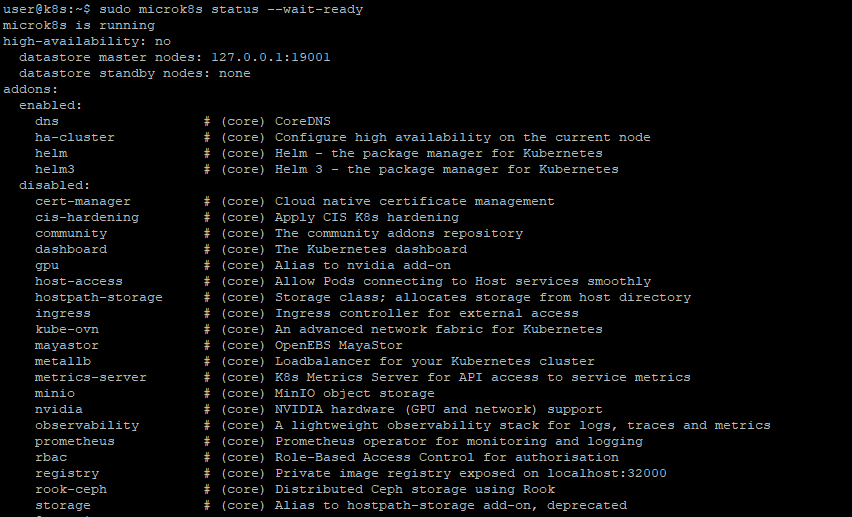 user@k8s:~$ sudo microk8s status --wait-ready
microk8s is running
high-availability: no
  datastore master nodes: 127.0.0.1:19001
  datastore standby nodes: none
addons:
  enabled:
    dns                  # (core) CoreDNS
    ha-cluster           # (core) Configure high availability on the current node
    helm                 # (core) Helm - the package manager for Kubernetes
    helm3                # (core) Helm 3 - the package manager for Kubernetes
  disabled:
    cert-manager         # (core) Cloud native certificate management
    cis-hardening        # (core) Apply CIS K8s hardening
    community            # (core) The community addons repository
    dashboard            # (core) The Kubernetes dashboard
    gpu                  # (core) Alias to nvidia add-on
    host-access          # (core) Allow Pods connecting to Host services smoothly
    hostpath-storage     # (core) Storage class; allocates storage from host directory
    ingress              # (core) Ingress controller for external access
    kube-ovn             # (core) An advanced network fabric for Kubernetes
    mayastor             # (core) OpenEBS MayaStor
    metallb              # (core) Loadbalancer for your Kubernetes cluster
    metrics-server       # (core) K8s Metrics Server for API access to service metrics
    minio                # (core) MinIO object storage
    nvidia               # (core) NVIDIA hardware (GPU and network) support
    observability        # (core) A lightweight observability stack for logs, traces and metrics
    prometheus           # (core) Prometheus operator for monitoring and logging
    rbac                 # (core) Role-Based Access Control for authorisation
    registry             # (core) Private image registry exposed on localhost:32000
    rook-ceph            # (core) Distributed Ceph storage using Rook
    storage              # (core) Alias to hostpath-storage add-on, deprecated